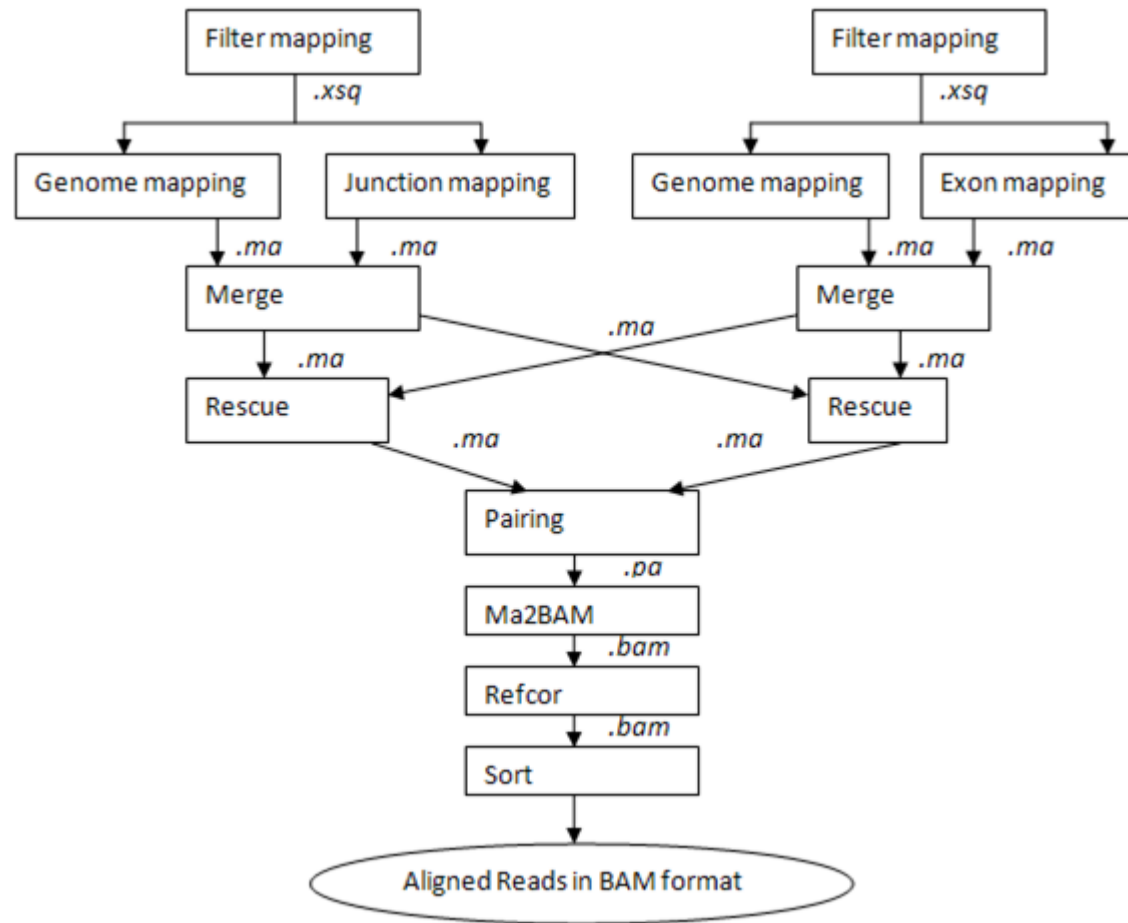 Filter mapping
Filter mapping
.xsq
.xsq
Genome mapping
Junction mapping
Genome mapping
Exon mapping
.ma
.ma
.ma
.ma
Merge
Merge
.ma
.ma
.ma
Rescue
Rescue
.ma
.ma
Pairing
.pa
Ma2BAM
.bam
Refcor
.bam
Sort
Aligned Reads in BAM format